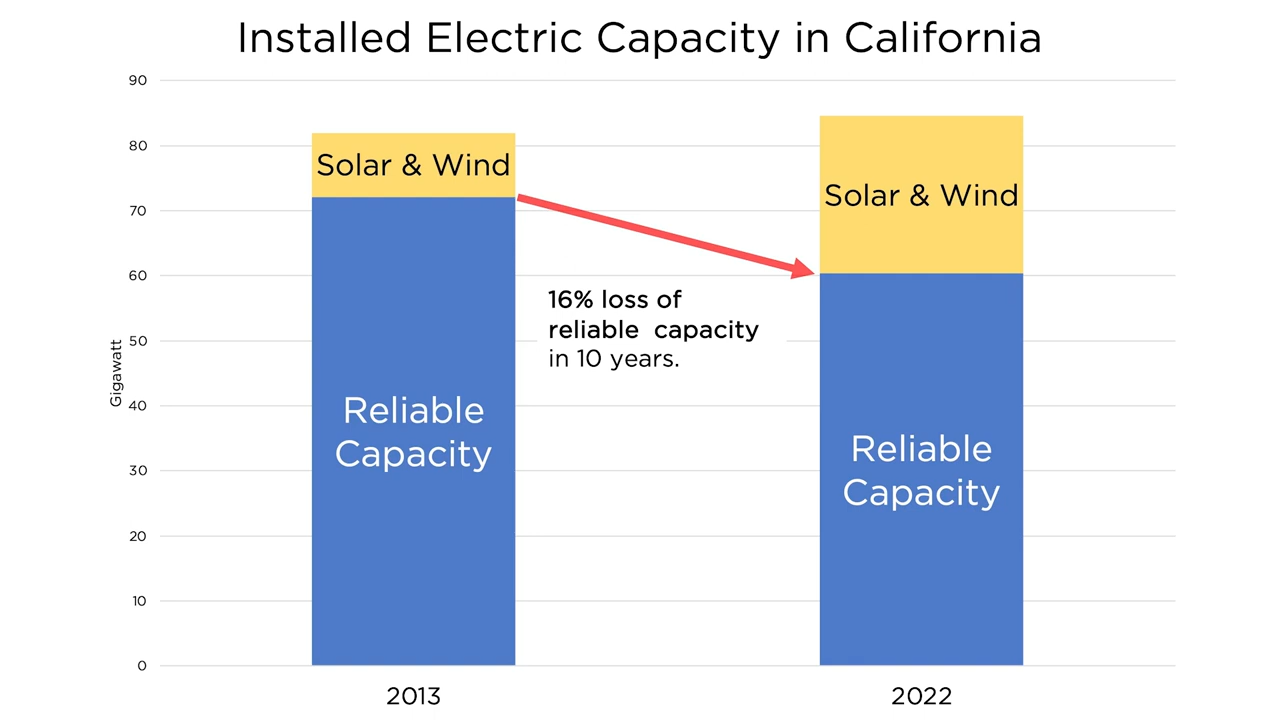 Installed Electric Capacity in California
90
80
70
60
50
40
30
20
10
0
Gigawatt
Solar & Wind
Reliable
Capacity
16% loss of
reliable capacity
in 10 years.
Solar & Wind
Reliable
Capacity
2013
2022